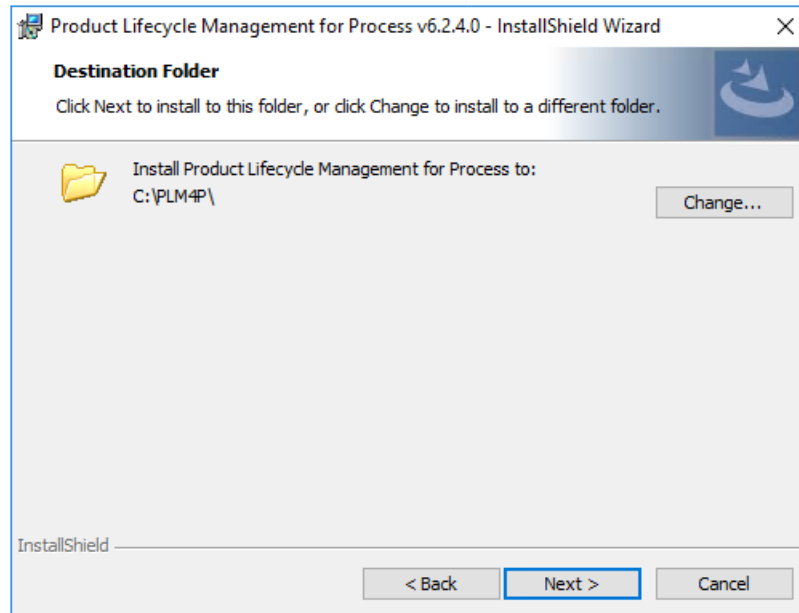 Product Lifecycle Management for Process v6.2.4.0 - InstallShield Wizard
Destination Folder
Click Next to install to this folder, or click Change to install to a different folder.
Install Product Lifecycle Management for Process to:
C:\PLM4P\
Change...
InstallShield
< Back
Next >
Cancel